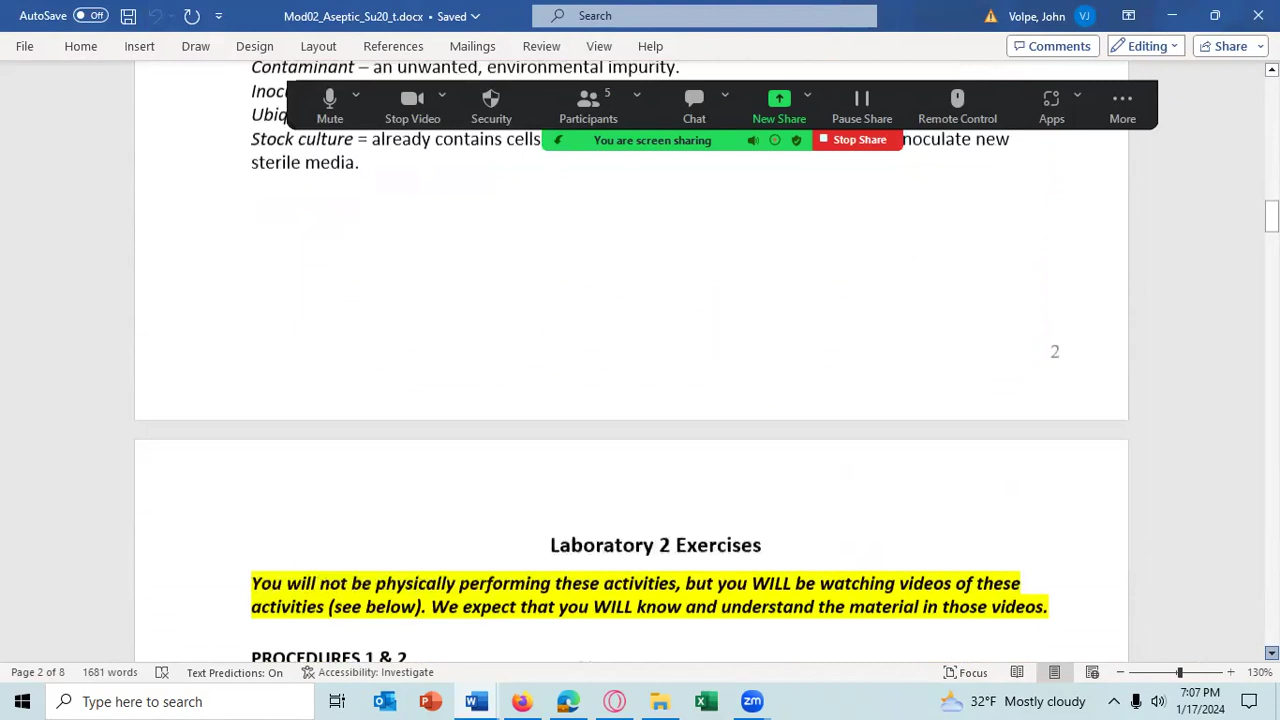 AutoSave Off Mod02_Aseptic_Su20_t.docx • Saved Search Volpe, John VJ
File Home Insert Draw Design Layout References Mailings Review View Help Comments Editing Share
Contaminant – an unwanted, environmental impurity.
Mute Stop Video Security Participants 5 Chat New Share Pause Share Remote Control Apps More
You are screen sharing Stop Share
Stock culture = already contains cells noculate new
sterile media.
2
Laboratory 2 Exercises
You will not be physically performing these activities, but you WILL be watching videos of these
activities (see below). We expect that you WILL know and understand the material in those videos.
PROCEDURES 1 & 2
Page 2 of 8 1681 words Text Predictions: On Accessibility: Investigate Focus 130%
Type here to search 32°F Mostly cloudy 7:07 PM
1/17/2024